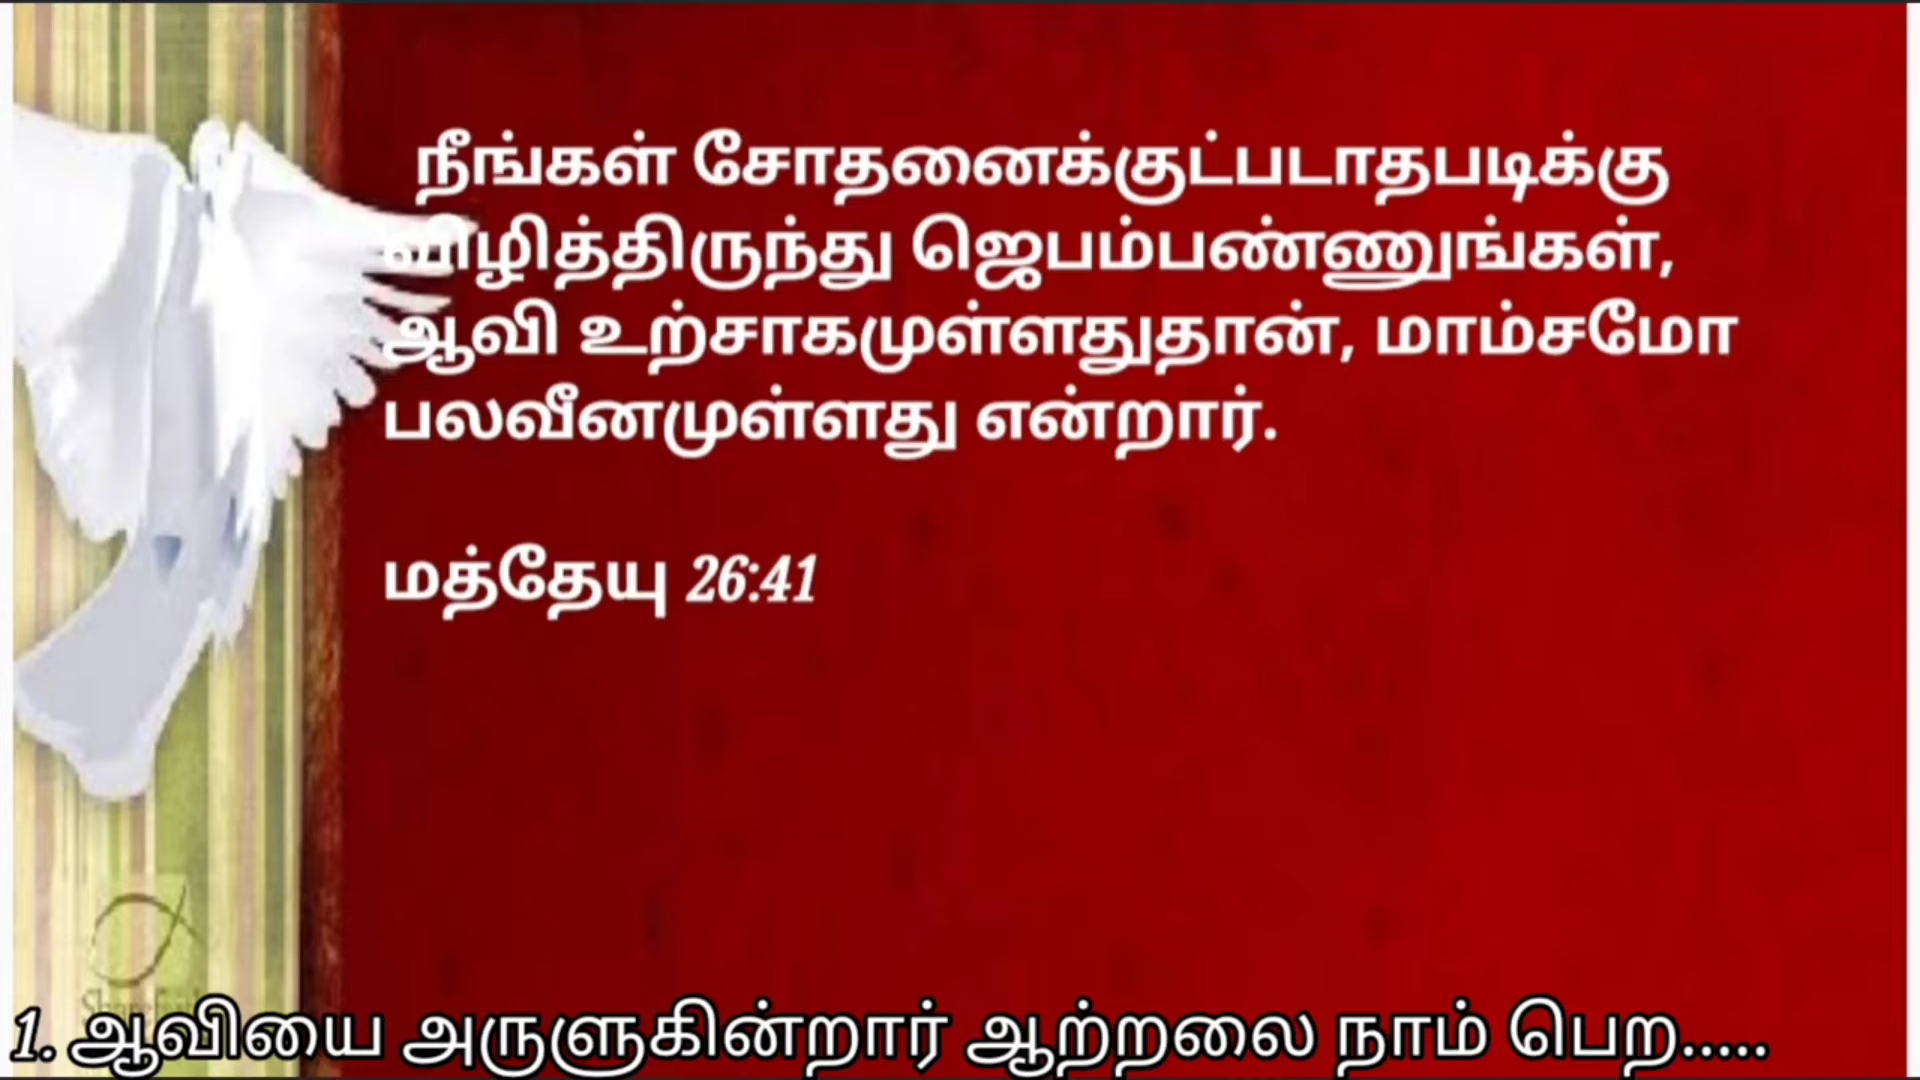 நீங்கள் சோதனைக்குட்படாதபடிக்கு
விழித்திருந்து ஜெபம்பண்ணுங்கள்,
ஆவி உற்சாகமுள்ளதுதான், மாம்சமோ
பலவீனமுள்ளது என்றார்.
மத்தேயு 26:41
1. ஆவியை அருளுகின்றார் ஆற்றலை நாம் பெற.....